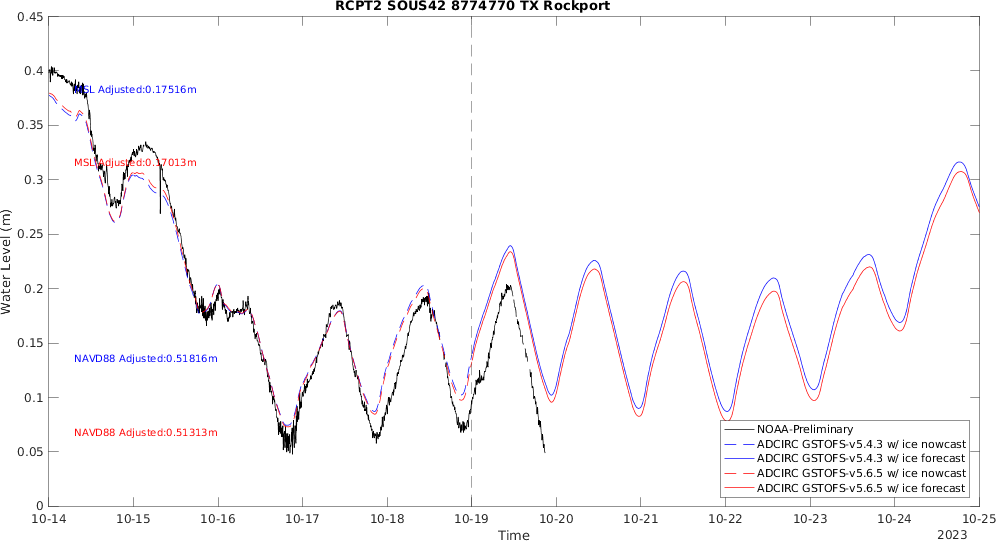 RCPT2 SOUS42 8774770 TX Rockport
0.45
0.4
0.35
0.3
0.25
0.2
0.15
0.1
0.05
0
Water Level (m)
MSL Adjusted:0.17516m
MSL Adjusted:0.17013m
NAVD88 Adjusted:0.51816m
NAVD88 Adjusted:0.51313m
NOAA-Preliminary
ADCIRC GSTOFS-v5.4.3 w/ ice nowcast
ADCIRC GSTOFS-v5.4.3 w/ ice forecast
ADCIRC GSTOFS-v5.6.5 w/ ice nowcast
ADCIRC GSTOFS-v5.6.5 w/ ice forecast
10-14 10-15 10-16 10-17 10-18 10-19 10-20 10-21 10-22 10-23 10-24 10-25
Time
2023